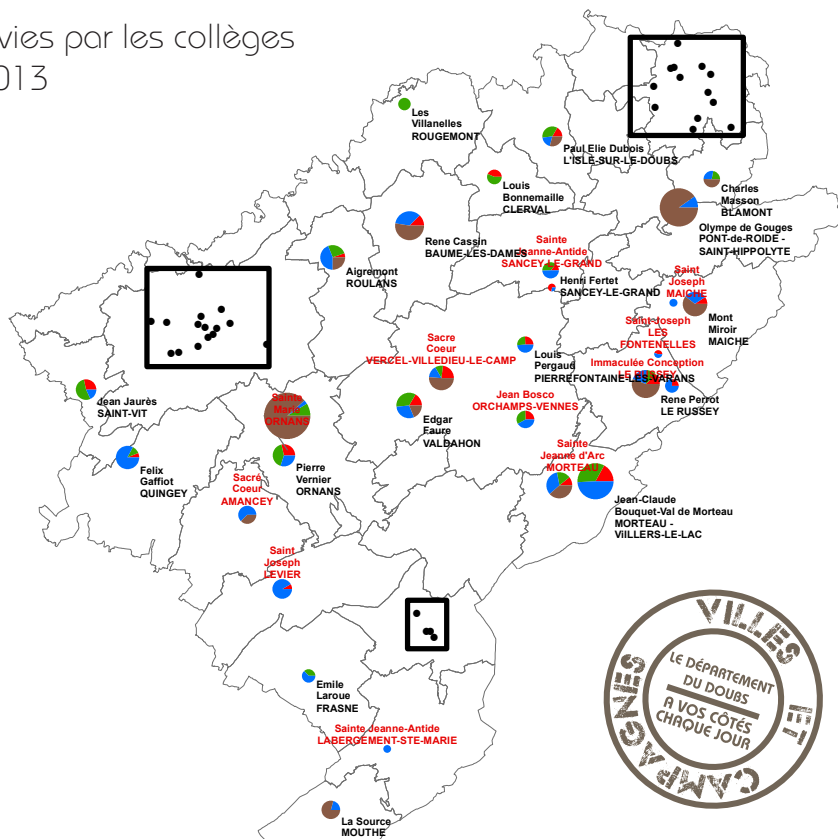 vies par les collèges
013
Les
Villanelles
ROUGEMONT
Paul Elie Dubois
L'ISLE-SUR-LE-DOUBS
Louis
Bonnemaille
CLERVAL
Charles
Masson
BLAMONT
Olympe de Gouges
PONT-de-ROIDE -
SAINT-HIPPOLYTE
Rene Cassin
BAUME-LES-DAMES
Sainte
Jeanne-Antide
SANCEY-LE-GRAND
Aigremont
ROULANS
Henri Fertet
SANCEY-LE-GRAND
Saint
Joseph
MAICHE
Mont
Miroir
MAICHE
Saint-Joseph
LES
FONTENELLES
Sacre
Coeur
VERCEL-VILLEDIEU-LE-CAMP
Louis
Pergaud
PIERREFONTAINE-LES-VARANS
Immaculée Conception
LE RUSSEY
Rene Perrot
LE RUSSEY
Jean Jaurès
SAINT-VIT
Sainte
Marie
ORNANS
Jean Bosco
ORCHAMPS-VENNES
Edgar
Faure
VALDAHON
Felix
Gaffiot
QUINGEY
Pierre
Vernier
ORNANS
Sainte
Jeanne d'Arc
MORTEAU
Sacré
Coeur
AMANCEY
Jean-Claude
Bouquet-Val de Morteau
MORTEAU -
VIILLERS-LE-LAC
Saint
Joseph
LEVIER
Emile
Laroue
FRASNE
Sainte Jeanne-Antide
LABERGEMENT-STE-MARIE
La Source
MOUTHE
VILLES ET CAMPAGNES
LE DÉPARTEMENT
DU DOUBS
A VOS CÔTÉS
CHAQUE JOUR